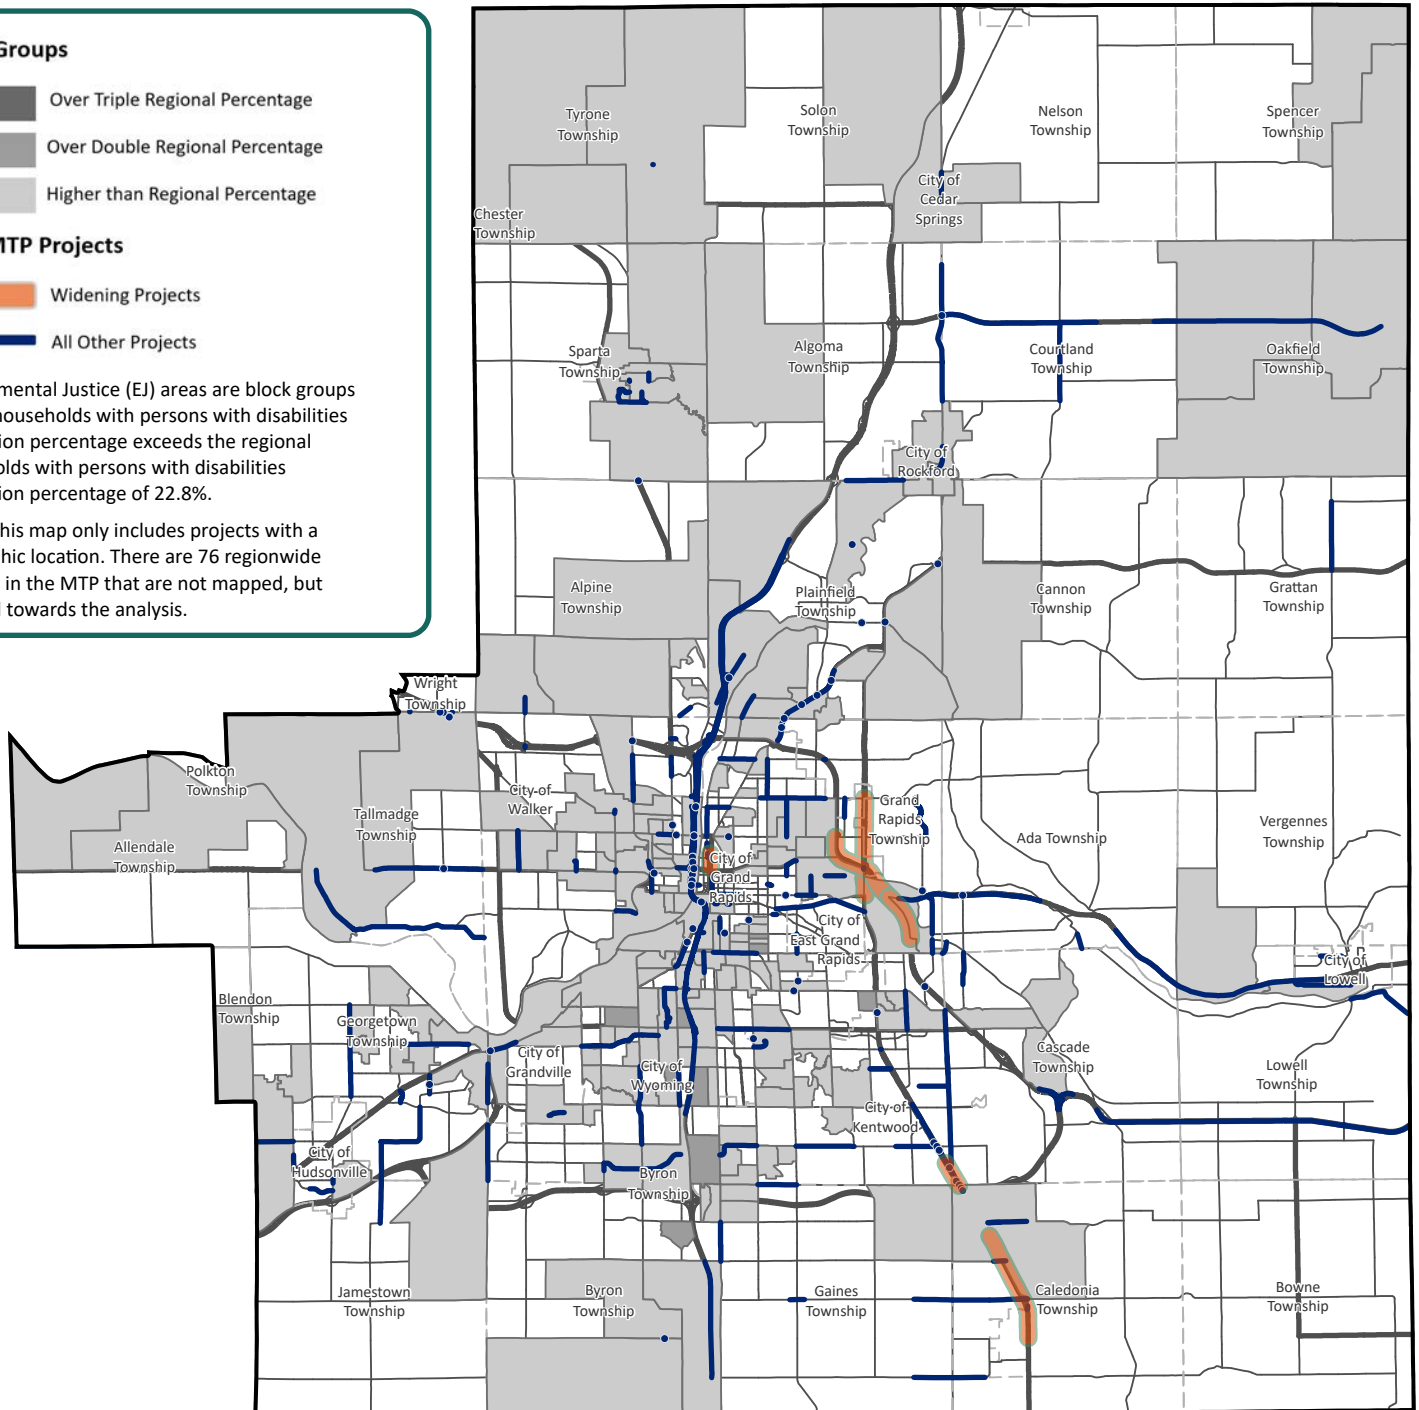 Groups
Over Triple Regional Percentage
Over Double Regional Percentage
Higher than Regional Percentage
MTP Projects
Widening Projects
All Other Projects
mental Justice (EJ) areas are block groups
households with persons with disabilities
ion percentage exceeds the regional
olds with persons with disabilities
ion percentage of 22.8%.
his map only includes projects with a
hic location. There are 76 regionwide
in the MTP that are not mapped, but
towards the analysis.
Tyrone
Township
Solon
Township
Nelson
Township
Spencer
Township
City of
Cedar
Springs
Chester
Township
Sparta
Township
Algoma
Township
Courtland
Township
Oakfield
Township
City of
Rockford
Alpine
Township
Plainfield
Township
Cannon
Township
Grattan
Township
Wright
Township
Polkton
Township
Tallmadge
Township
City of
Walker
Grand
Rapids
Township
Ada Township
Vergennes
Township
Allendale
Township
City of
Grand
Rapids
City of
East Grand
Rapids
City of
Lowell
Blendon
Township
Georgetown
Township
City of
Grandville
City of
Wyoming
Cascade
Township
Lowell
Township
City of
Kentwood
City of
Hudsonville
Byron
Township
Jamestown
Township
Byron
Township
Gaines
Township
Caledonia
Township
Bowne
Township